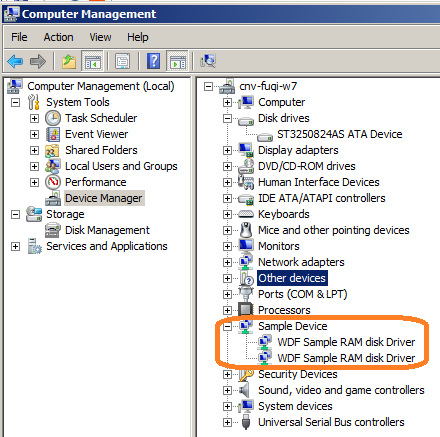 Computer Management
File Action View Help
Computer Management (Local)
System Tools
Task Scheduler
Event Viewer
Shared Folders
Local Users and Groups
Performance
Device Manager
Storage
Disk Management
Services and Applications
cnv-fuqi-w7
Computer
Disk drives
ST3250824AS ATA Device
Display adapters
DVD/CD-ROM drives
Human Interface Devices
IDE ATA/ATAPI controllers
Keyboards
Mice and other pointing devices
Monitors
Network adapters
Other devices
Ports (COM & LPT)
Processors
Sample Device
WDF Sample RAM disk Driver
WDF Sample RAM disk Driver
Security Devices
Sound, video and game controllers
System devices
Universal Serial Bus controllers